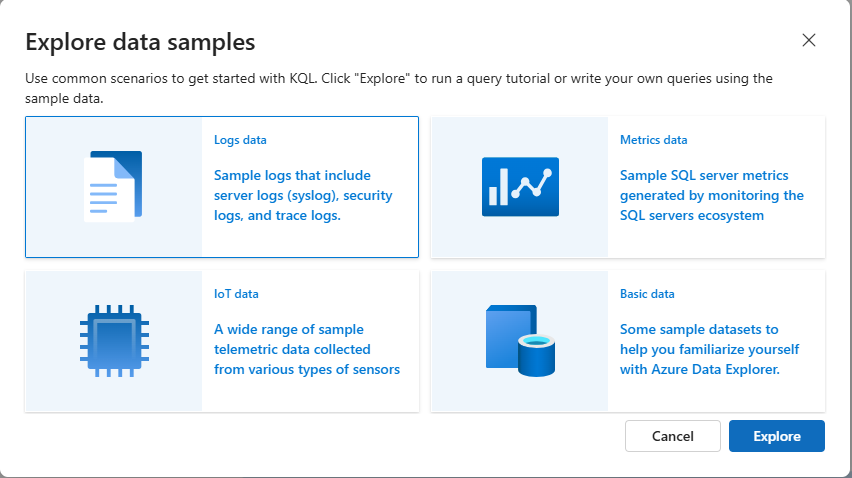 Explore data samples
Use common scenarios to get started with KQL. Click "Explore" to run a query tutorial or write your own queries using the
sample data.
Logs data
Sample logs that include
server logs (syslog), security
logs, and trace logs.
Metrics data
Sample SQL server metrics
generated by monitoring the
SQL servers ecosystem
IoT data
A wide range of sample
telemetric data collected
from various types of sensors
Basic data
Some sample datasets to
help you familiarize yourself
with Azure Data Explorer.
Cancel
Explore